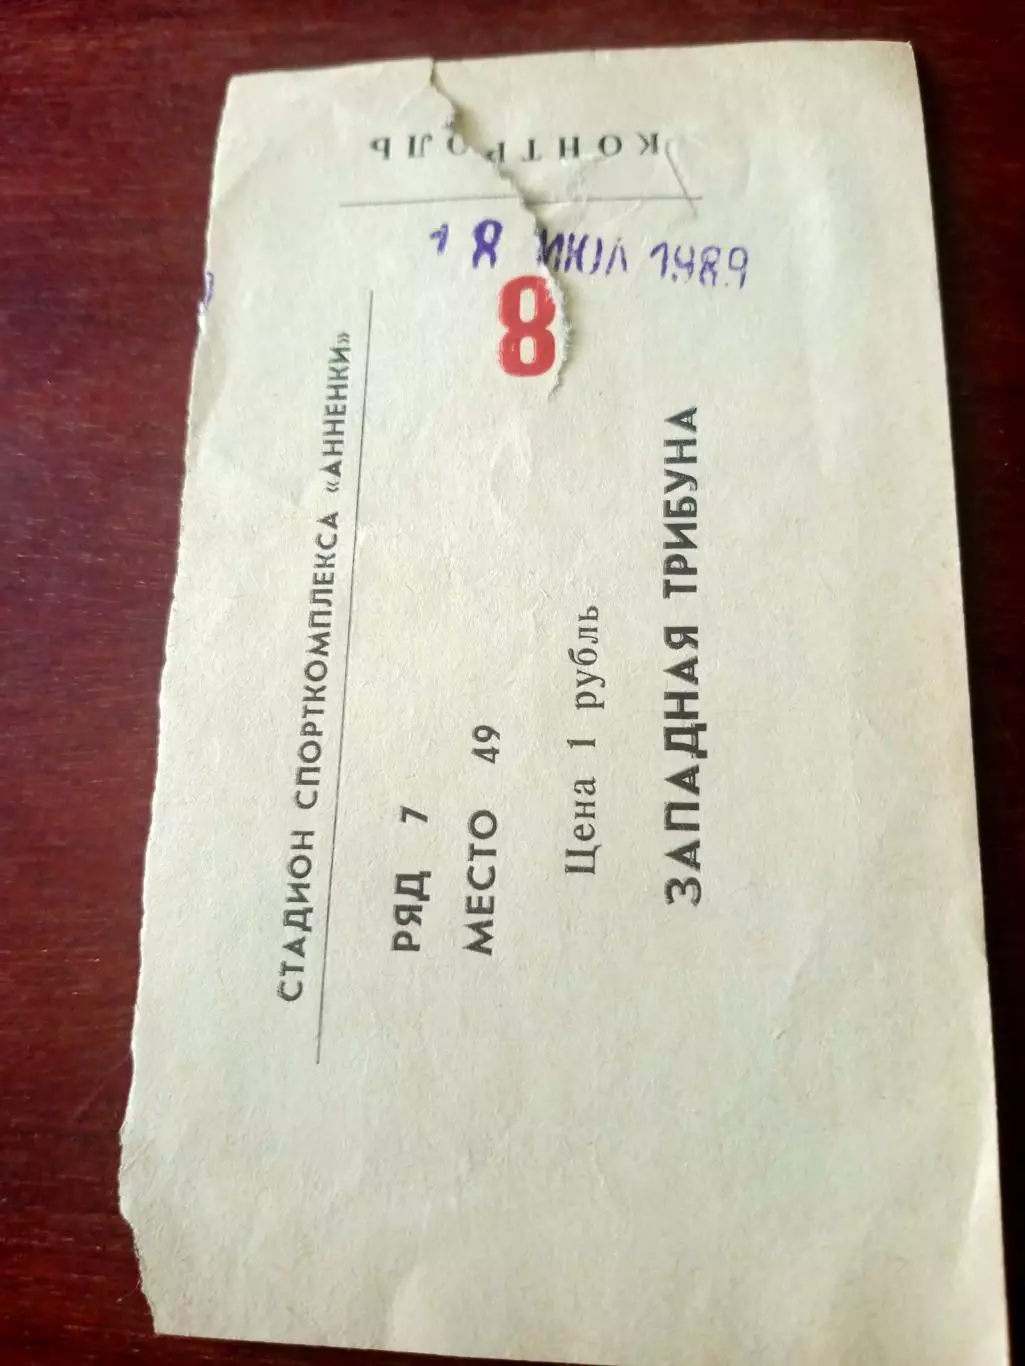 КОНТРОЛЬ
18 ИЮЛ 1989
8
СТАДИОН СПОРТКОМПЛЕКСА «АННЕНКИ»
РЯД 7
МЕСТО 49
Цена 1 рубль
ЗАПАДНАЯ ТРИБУНА